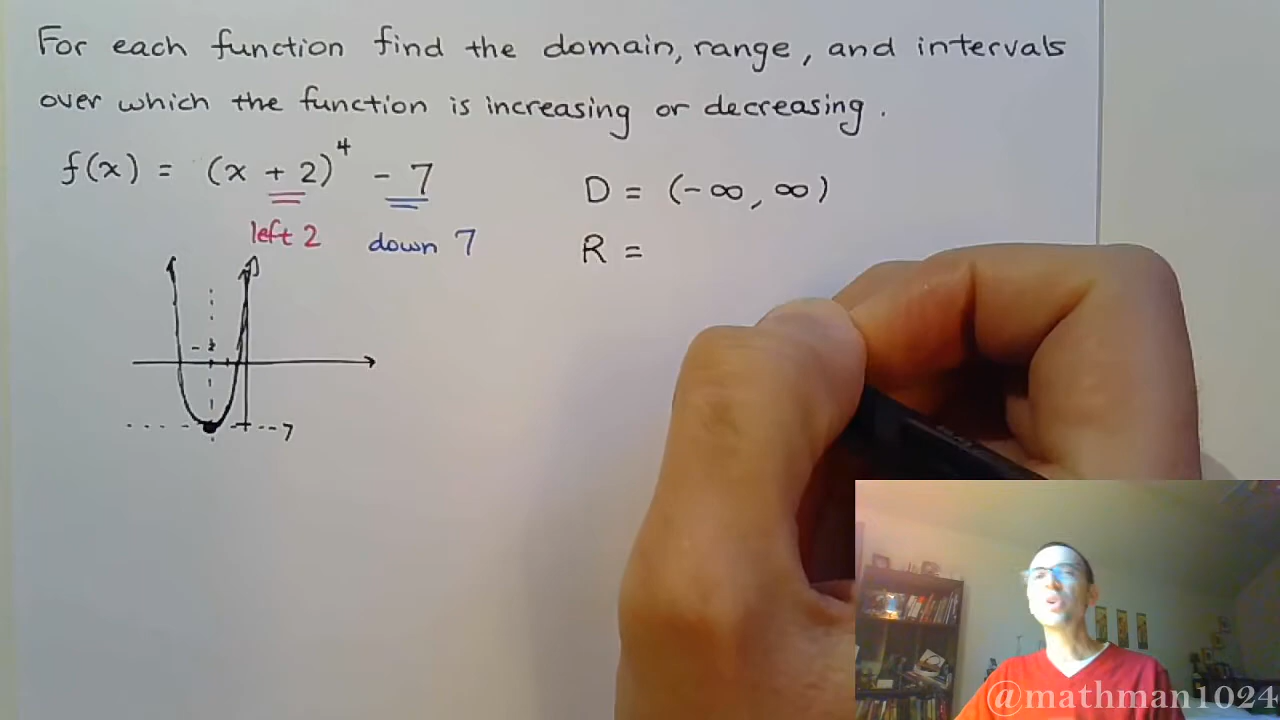 For each function find the domain, range, and intervals
over which the function is increasing or decreasing.
f(x) = (x + 2)⁴ - 7
D = (-∞, ∞)
left 2 down 7
R =
-2
-7
@mathman1024